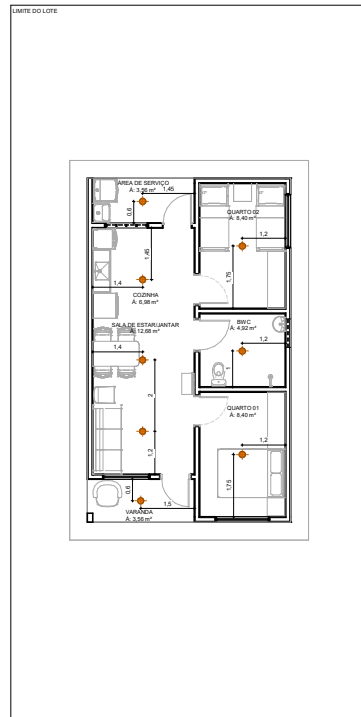 LIMITE DO LOTE
ÁREA DE SERVIÇO
A: 3,56 m²
1,45
0,6
QUARTO 02
A: 8,40 m²
1,2
1,45
1,75
1,4
COZINHA
A: 6,98 m²
BWC
A: 4,92 m²
SALA DE ESTAR/JANTAR
A: 12,68 m²
1,2
1,4
1
2
QUARTO 01
A: 8,40 m²
1,2
1,2
1,75
0,6
1,5
VARANDA
A: 3,56 m²